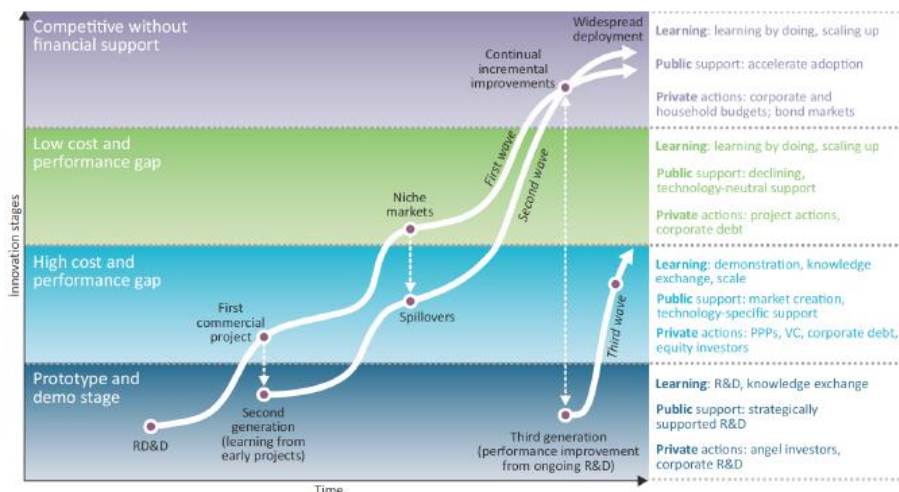 Competitive without
financial support
Widespread
deployment
Continual
incremental
improvements
Learning: learning by doing, scaling up
Public support: accelerate adoption
Private actions: corporate and
household budgets; bond markets
Low cost and
performance gap
First wave
Second wave
Niche
markets
Learning: learning by doing, scaling up
Public support: declining,
technology-neutral support
Private actions: project actions,
corporate debt
Innovation stages
High cost and
performance gap
First
commercial
project
Spillovers
Third wave
Learning: demonstration, knowledge
exchange, scale
Public support: market creation,
technology-specific support
Private actions: PPPs, VC, corporate debt,
equity investors
Prototype and
demo stage
RD&D
Second
generation
(learning from
early projects)
Third generation
(performance improvement
from ongoing R&D)
Learning: R&D, knowledge exchange
Public support: strategically
supported R&D
Private actions: angel investors,
corporate R&D
Time